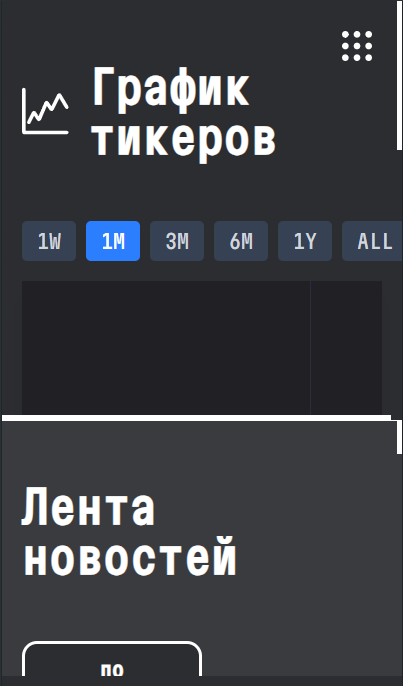 График
тикеров
1W 1M 3M 6M 1Y ALL
Лента
новостей
по